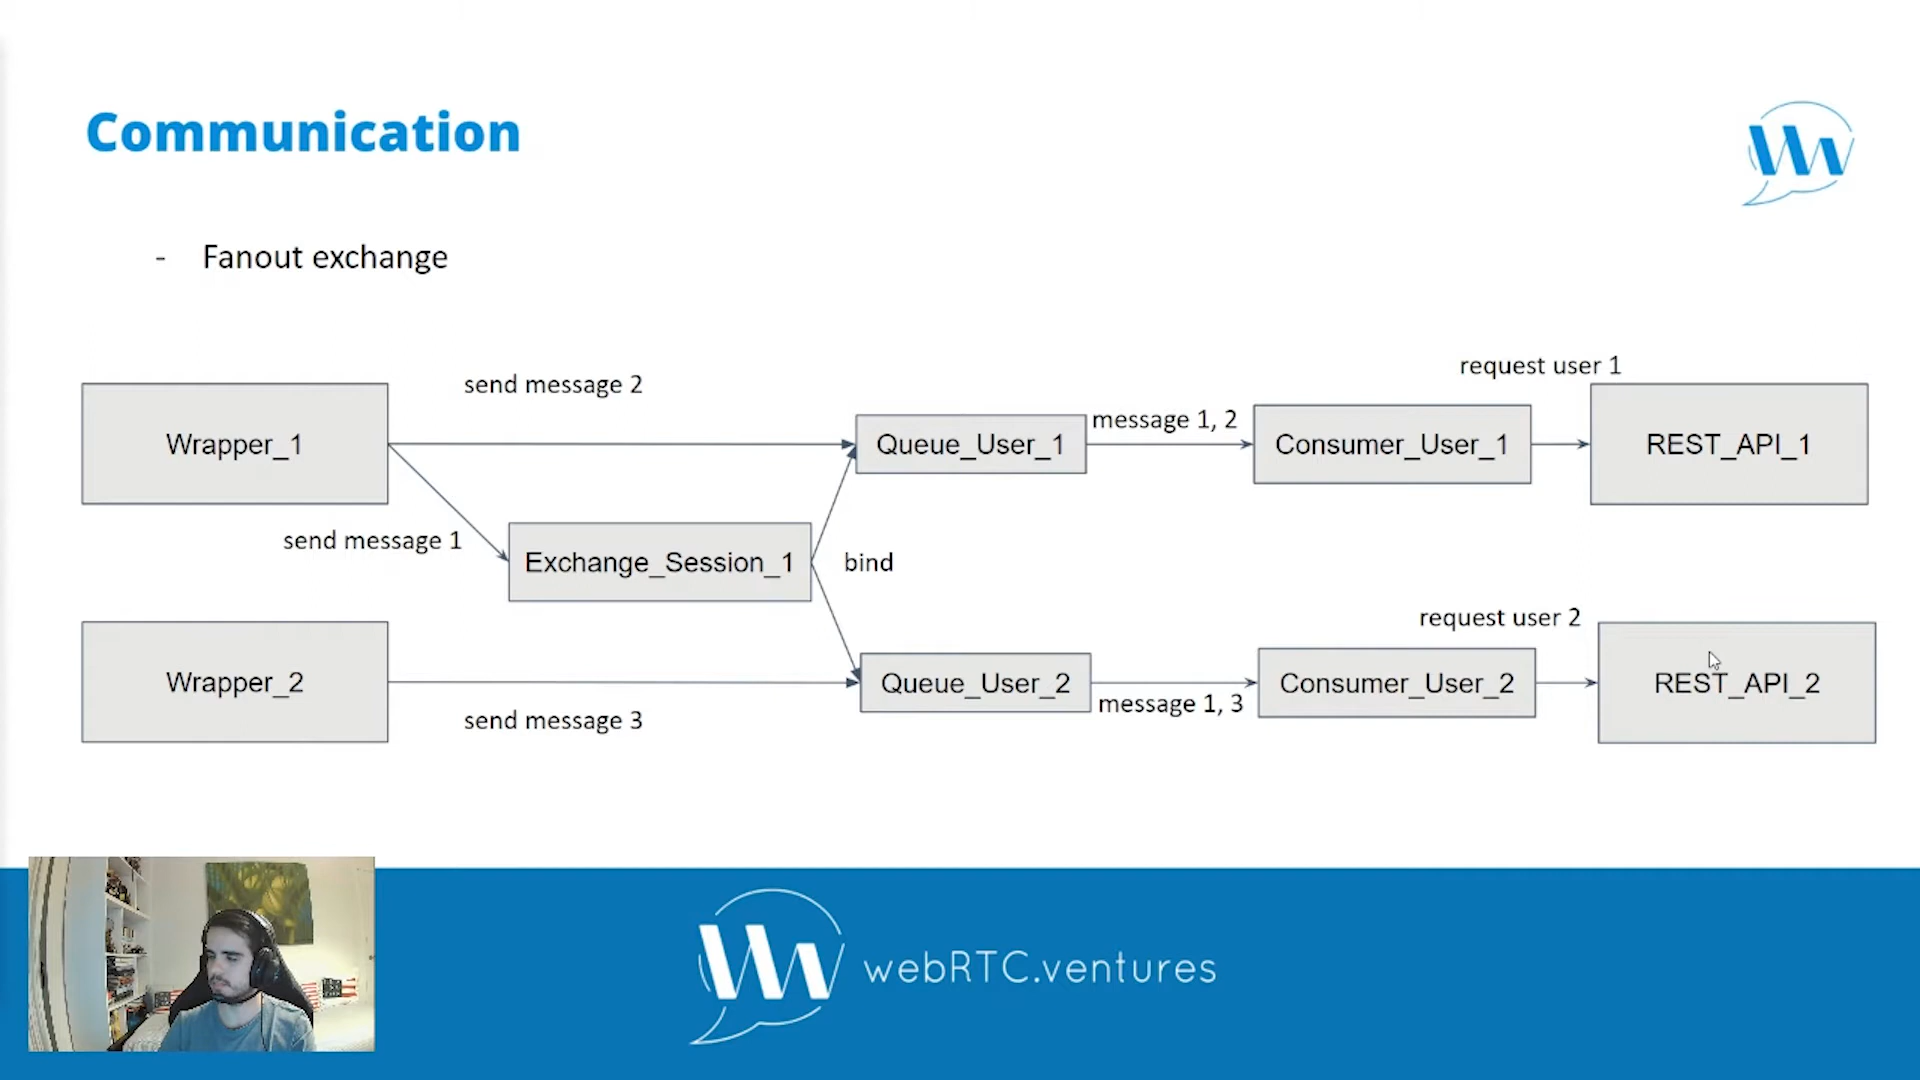 Communication
- Fanout exchange
request user 1
send message 2
message 1, 2
Wrapper_1
Queue_User_1
Consumer_User_1
REST_API_1
send message 1
Exchange_Session_1
bind
request user 2
Wrapper_2
Queue_User_2
Consumer_User_2
REST_API_2
message 1, 3
send message 3
webRTC.ventures